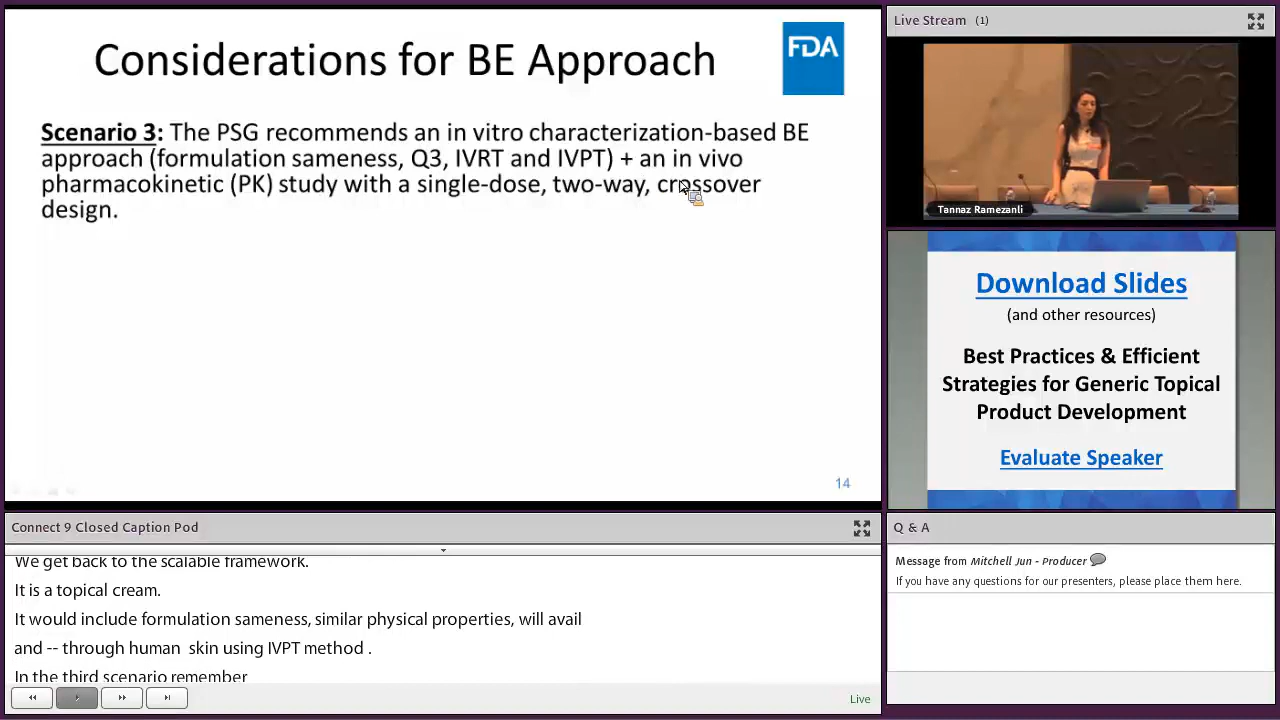 Considerations for BE Approach
FDA
Scenario 3: The PSG recommends an in vitro characterization-based BE
approach (formulation sameness, Q3, IVRT and IVPT) + an in vivo
pharmacokinetic (PK) study with a single-dose, two-way, crossover
design.
14
Live Stream (1)
Tannaz Ramezanli
Download Slides
(and other resources)
Best Practices & Efficient
Strategies for Generic Topical
Product Development
Evaluate Speaker
Connect 9 Closed Caption Pod
We get back to the scalable framework.
It is a topical cream.
It would include formulation sameness, similar physical properties, will avail
and -- through human skin using IVPT method .
In the third scenario remember
Live
Q & A
Message from Mitchell Jun - Producer
If you have any questions for our presenters, please place them here.